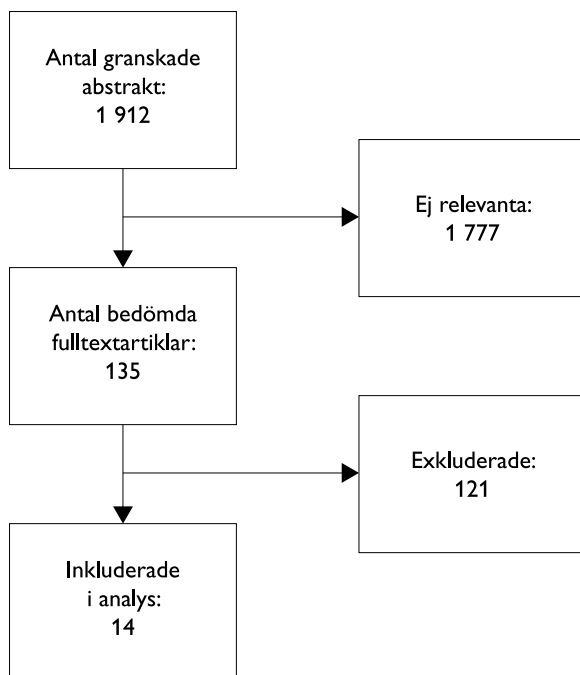 Antal granskade
abstrakt:
1 912
Ej relevanta:
1 777
Antal bedömda
fulltextartiklar:
135
Exkluderade:
121
Inkluderade
i analys:
14